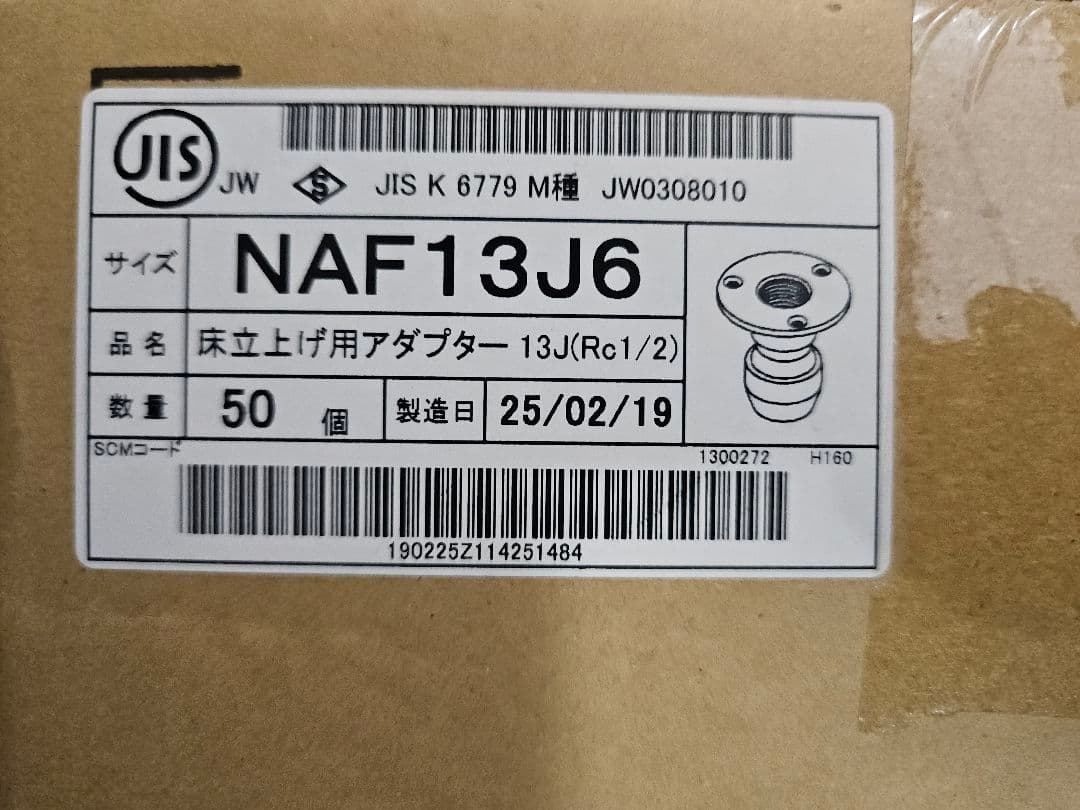 JIS JW S JIS K 6779 M種 JW0308010
サイズ NAF13J6
品名 床立上げ用アダプター 13J(Rc1/2)
数量 50 個 製造日 25/02/19
SCMコード 1300272 H160
190225Z114251484